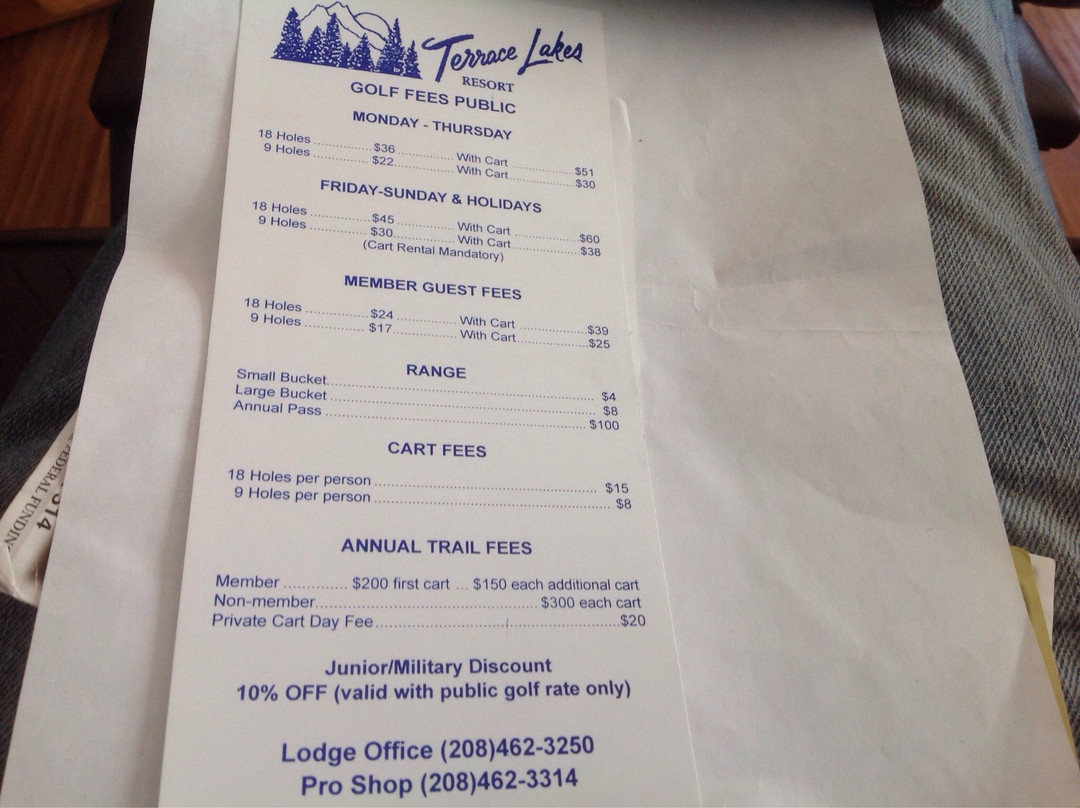 Terrace Lakes
RESORT
GOLF FEES PUBLIC
MONDAY - THURSDAY
18 Holes ............... $36 .............. With Cart .................... $51
9 Holes ............... $22 ............... With Cart .................... $30
FRIDAY-SUNDAY & HOLIDAYS
18 Holes ............... $45 ............... With Cart .................... $60
9 Holes ............... $30 ............... With Cart .................... $38
(Cart Rental Mandatory)
MEMBER GUEST FEES
18 Holes ............... $24 ............... With Cart .................... $39
9 Holes ............... $17 ............... With Cart .................... $25
RANGE
Small Bucket ............................................................ $4
Large Bucket ............................................................ $8
Annual Pass ............................................................ $100
CART FEES
18 Holes per person .................................................. $15
9 Holes per person .................................................. $8
ANNUAL TRAIL FEES
Member ............. $200 first cart ... $150 each additional cart
Non-member ............................................. $300 each cart
Private Cart Day Fee .................................................. $20
Junior/Military Discount
10% OFF (valid with public golf rate only)
Lodge Office (208)462-3250
Pro Shop (208)462-3314
FEDERAL